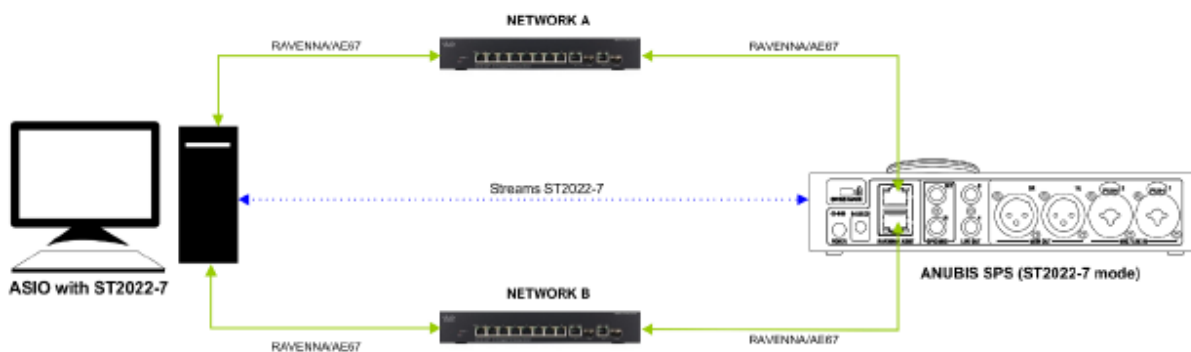 NETWORK A
RAVENNA/AE67
RAVENNA/AE67
Streams ST2022-7
ASIO with ST2022-7
ANUBIS SPS (ST2022-7 mode)
NETWORK B
RAVENNA/AE67
RAVENNA/AE67